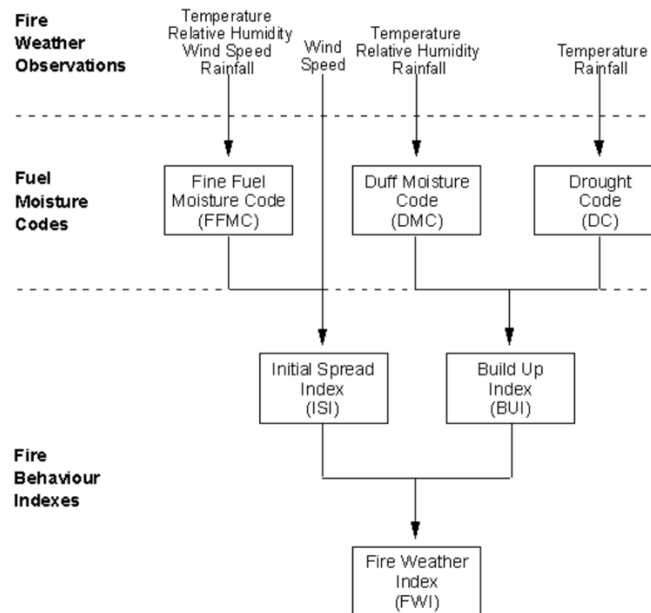 Fire
Weather
Observations
Temperature
Relative Humidity
Wind Speed
Rainfall
Wind
Speed
Temperature
Relative Humidity
Rainfall
Temperature
Rainfall
Fuel
Moisture
Codes
Fine Fuel
Moisture Code
(FFMC)
Duff Moisture
Code
(DMC)
Drought
Code
(DC)
Initial Spread
Index
(ISI)
Build Up
Index
(BUI)
Fire
Behaviour
Indexes
Fire Weather
Index
(FWI)